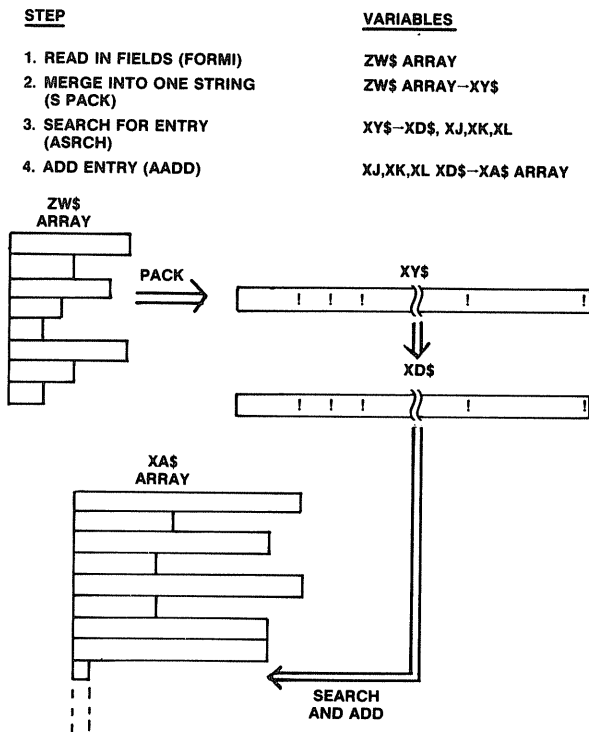 STEP VARIABLES
1. READ IN FIELDS (FORMI) ZW$ ARRAY
2. MERGE INTO ONE STRING ZW$ ARRAY→XY$
(S PACK)
3. SEARCH FOR ENTRY XY$→XD$, XJ,XK,XL
(ASRCH)
4. ADD ENTRY (AADD) XJ,XK,XL XD$→XA$ ARRAY
ZW$
ARRAY
PACK
XY$
! ! ! ! !
XD$
! ! ! ! !
XA$
ARRAY
SEARCH
AND ADD